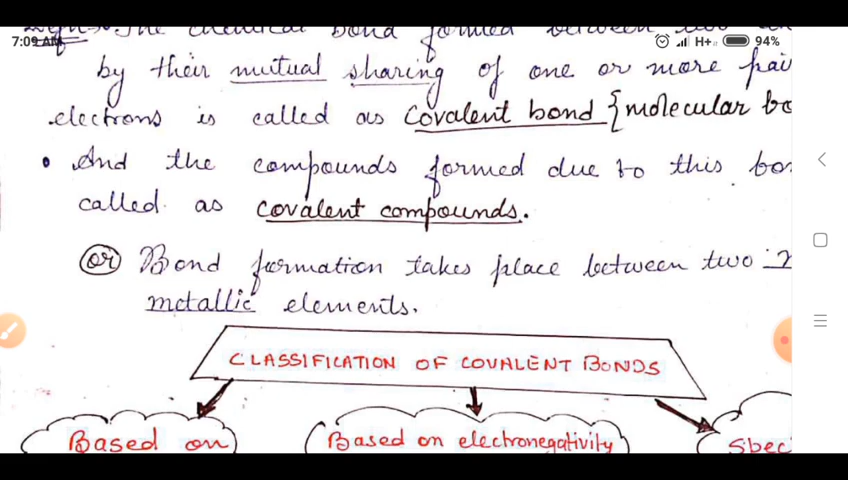 7:09 AM H+ 94%
by their mutual sharing of one or more
electrons is called as covalent bond {molecular
• And the compounds formed due to this
called as covalent compounds.
(or) Bond formation takes place between two
metallic elements.
CLASSIFICATION OF COVALENT BONDS
Based on Based on electronegativity